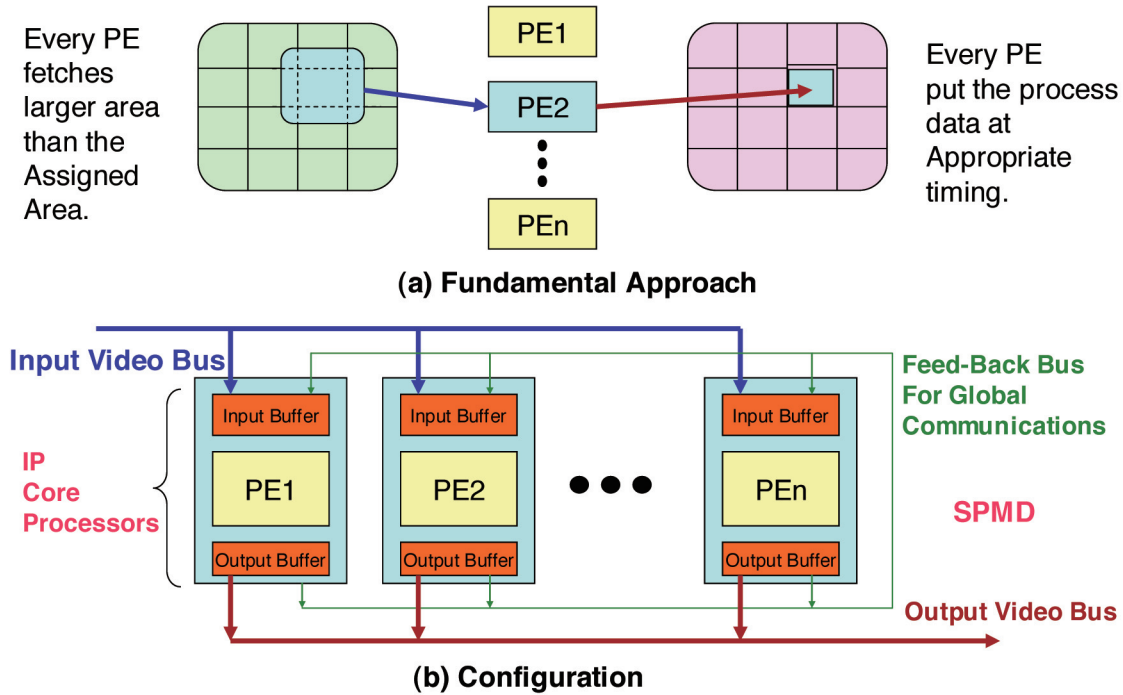 Every PE
fetches
larger area
than the
Assigned
Area.
PE1
PE2
PEn
Every PE
put the process
data at
Appropriate
timing.
(a) Fundamental Approach
Input Video Bus
Feed-Back Bus
For Global
Communications
IP
Core
Processors
Input Buffer
PE1
Output Buffer
Input Buffer
PE2
Output Buffer
Input Buffer
PEn
Output Buffer
SPMD
Output Video Bus
(b) Configuration